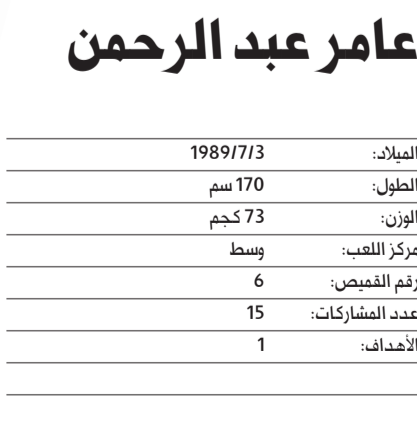 عامر عبد الرحمن
الميلاد: 1989/7/3
الطول: 170 سم
الوزن: 73 كجم
مركز اللعب: وسط
رقم القميص: 6
عدد المشاركات: 15
الأهداف: 1